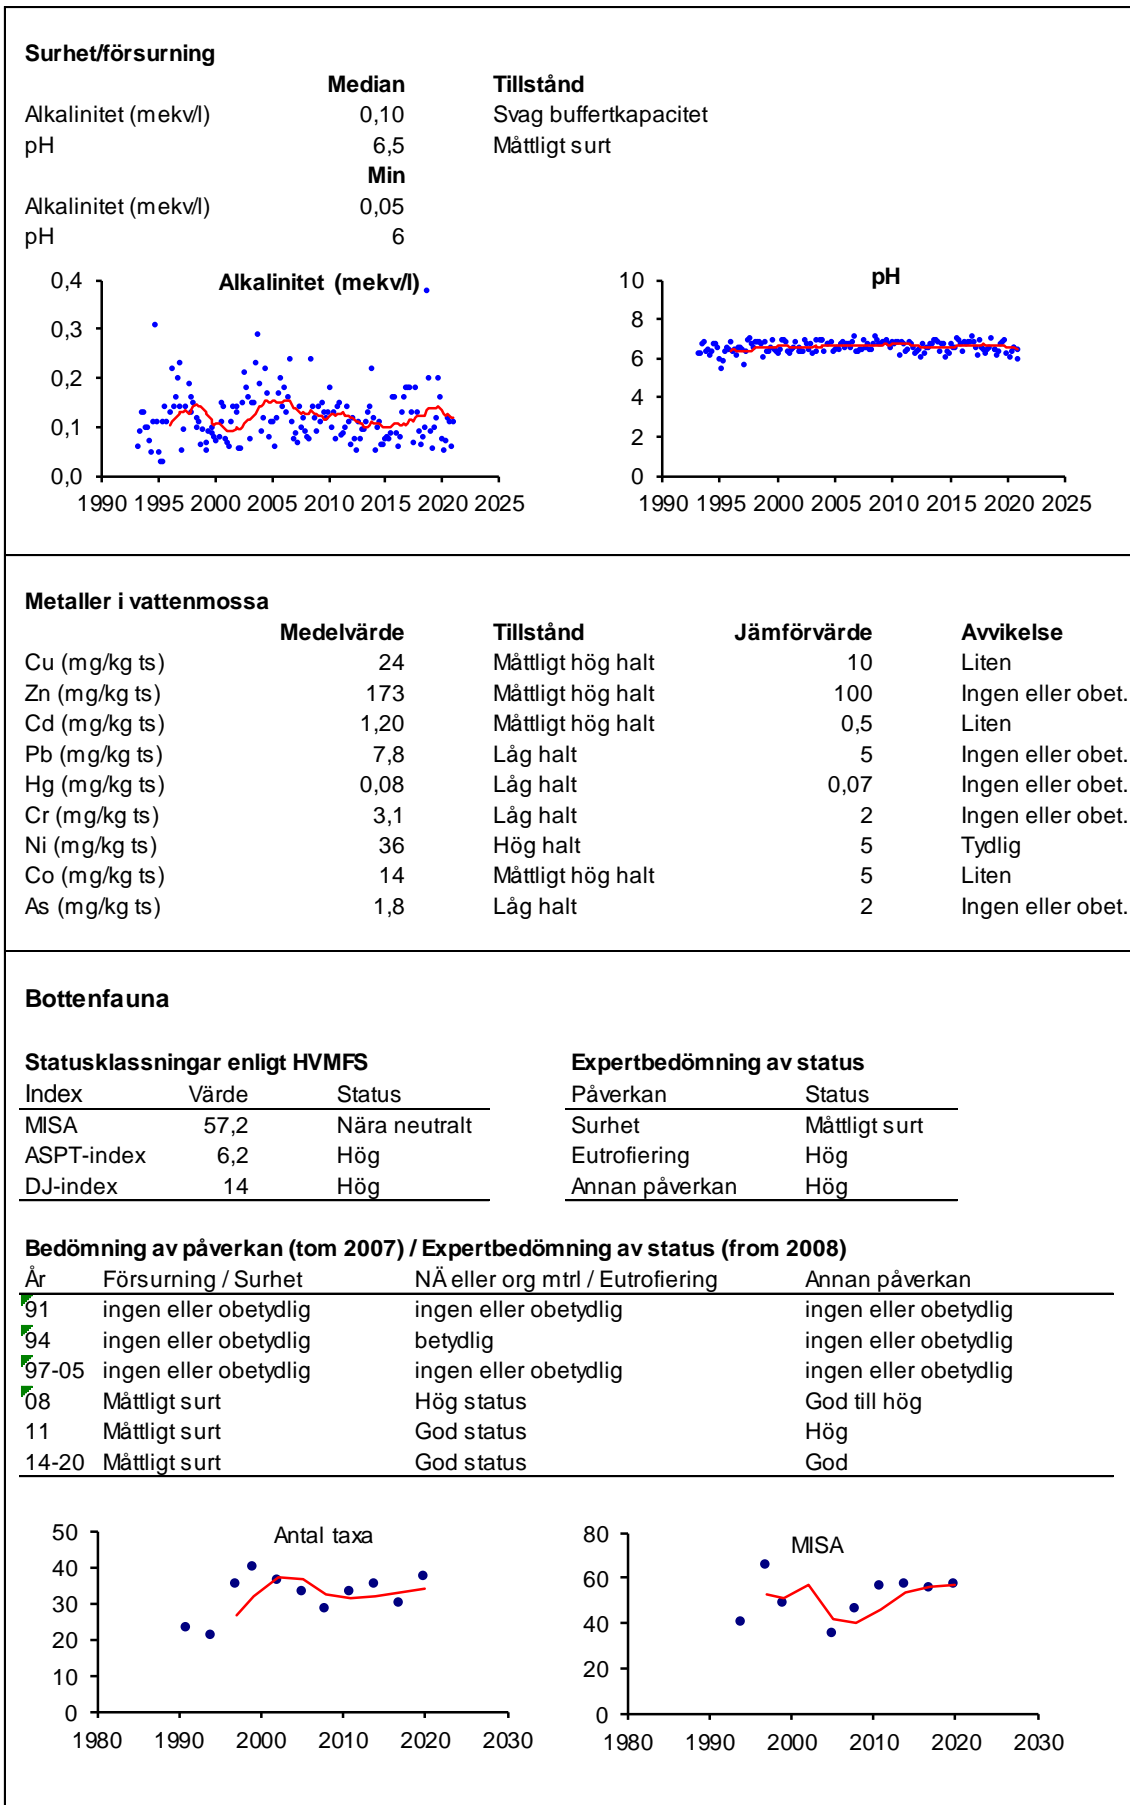 Surhet/försurning
Median Tillstånd
Alkalinitet (mekv/l) 0,10 Svag buffertkapacitet
pH 6,5 Måttligt surt
Min
Alkalinitet (mekv/l) 0,05
pH 6
Alkalinitet (mekv/l)
0,4
0,3
0,2
0,1
0,0
1990 1995 2000 2005 2010 2015 2020 2025
pH
10
8
6
4
2
0
1990 1995 2000 2005 2010 2015 2020 2025
Metaller i vattenmossa
Medelvärde Tillstånd Jämförvärde Avvikelse
Cu (mg/kg ts) 24 Måttligt hög halt 10 Liten
Zn (mg/kg ts) 173 Måttligt hög halt 100 Ingen eller obet.
Cd (mg/kg ts) 1,20 Måttligt hög halt 0,5 Liten
Pb (mg/kg ts) 7,8 Låg halt 5 Ingen eller obet.
Hg (mg/kg ts) 0,08 Låg halt 0,07 Ingen eller obet.
Cr (mg/kg ts) 3,1 Låg halt 2 Ingen eller obet.
Ni (mg/kg ts) 36 Hög halt 5 Tydlig
Co (mg/kg ts) 14 Måttligt hög halt 5 Liten
As (mg/kg ts) 1,8 Låg halt 2 Ingen eller obet.
Bottenfauna
Statusklassningar enligt HVMFS
Index Värde Status
MISA 57,2 Nära neutralt
ASPT-index 6,2 Hög
DJ-index 14 Hög
Expertbedömning av status
Påverkan Status
Surhet Måttligt surt
Eutrofiering Hög
Annan påverkan Hög
Bedömning av påverkan (tom 2007) / Expertbedömning av status (from 2008)
År Försurning / Surhet NÄ eller org mtrl / Eutrofiering Annan påverkan
91 ingen eller obetydlig ingen eller obetydlig ingen eller obetydlig
94 ingen eller obetydlig betydlig ingen eller obetydlig
97-05 ingen eller obetydlig ingen eller obetydlig ingen eller obetydlig
08 Måttligt surt Hög status God till hög
11 Måttligt surt God status Hög
14-20 Måttligt surt God status God
Antal taxa
50
40
30
20
10
0
1980 1990 2000 2010 2020 2030
MISA
80
60
40
20
0
1980 1990 2000 2010 2020 2030